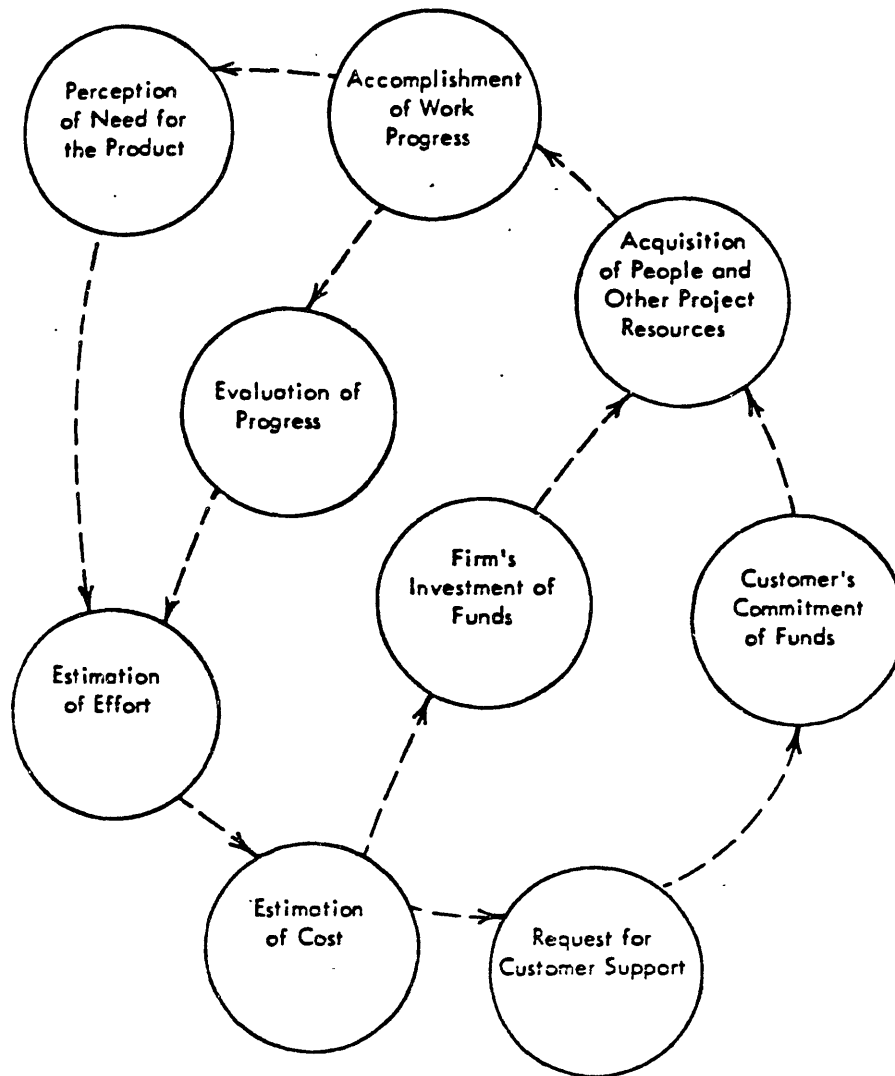 Perception
of Need for
the Product
Accomplishment
of Work
Progress
Acquisition
of People and
Other Project
Resources
Evaluation of
Progress
Firm's
Investment of
Funds
Customer's
Commitment
of Funds
Estimation
of Effort
Estimation
of Cost
Request for
Customer Support